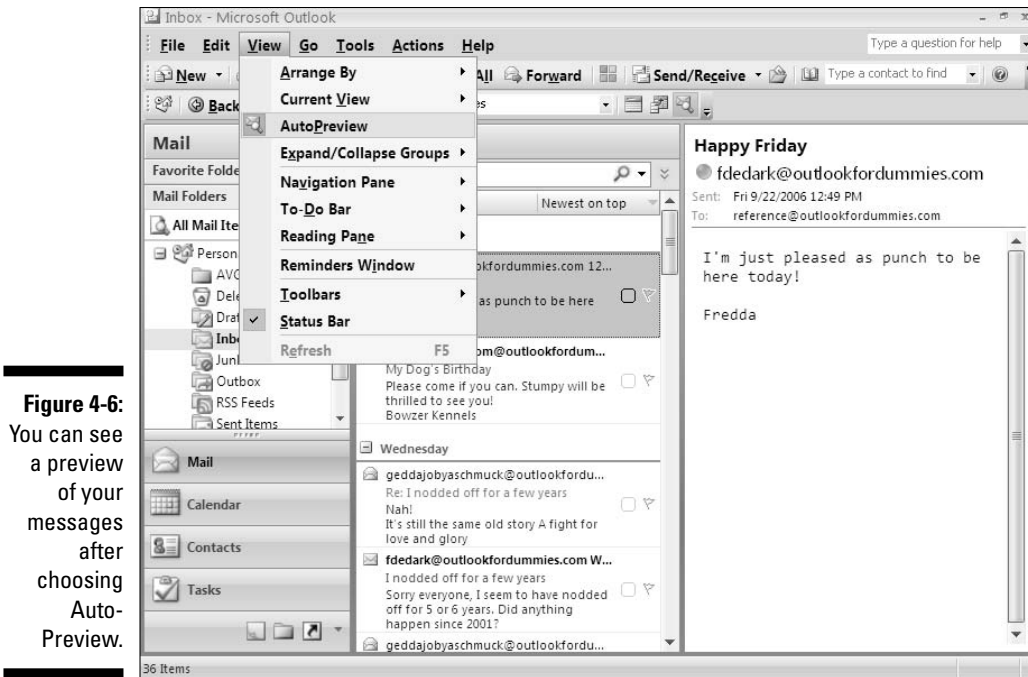 Inbox - Microsoft Outlook
File Edit View Go Tools Actions Help
Type a question for help
New
All Forward Send/Receive
Type a contact to find
Back
es
Arrange By
Current View
AutoPreview
Expand/Collapse Groups
Navigation Pane
To-Do Bar
Reading Pane
Reminders Window
Toolbars
Status Bar
Refresh F5
Mail
Favorite Folde
Mail Folders
All Mail Ite
Person
AVG
Dele
Draf
Inbo
Junk
Outbox
RSS Feeds
Sent Items
Mail
Calendar
Contacts
Tasks
36 Items
Newest on top
okfordummies.com 12...
as punch to be here
om@outlookfordum...
My Dog's Birthday
Please come if you can. Stumpy will be
thrilled to see you!
Bowzer Kennels
Wednesday
geddajobyaschmuck@outlookfordu...
Re: I nodded off for a few years
Nah!
It's still the same old story A fight for
love and glory
fdedark@outlookfordummies.com W...
I nodded off for a few years
Sorry everyone, I seem to have nodded
off for 5 or 6 years. Did anything
happen since 2001?
geddajobyaschmuck@outlookfordu...
Happy Friday
fdedark@outlookfordummies.com
Sent: Fri 9/22/2006 12:49 PM
To: reference@outlookfordummies.com
I'm just pleased as punch to be
here today!
Fredda
Figure 4-6:
You can see
a preview
of your
messages
after
choosing
Auto-
Preview.